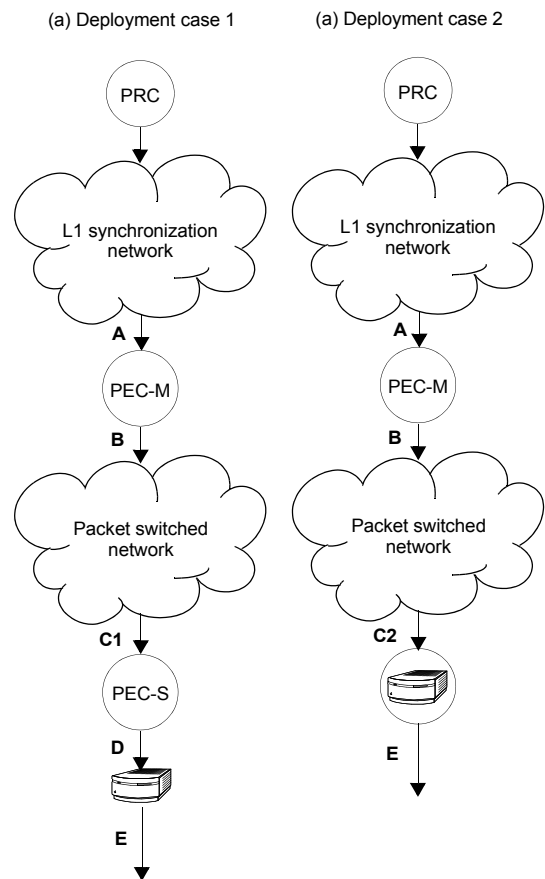 (a) Deployment case 1
PRC
L1 synchronization
network
A
PEC-M
B
Packet switched
network
C1
PEC-S
D
E
(a) Deployment case 2
PRC
L1 synchronization
network
A
PEC-M
B
Packet switched
network
C2
E